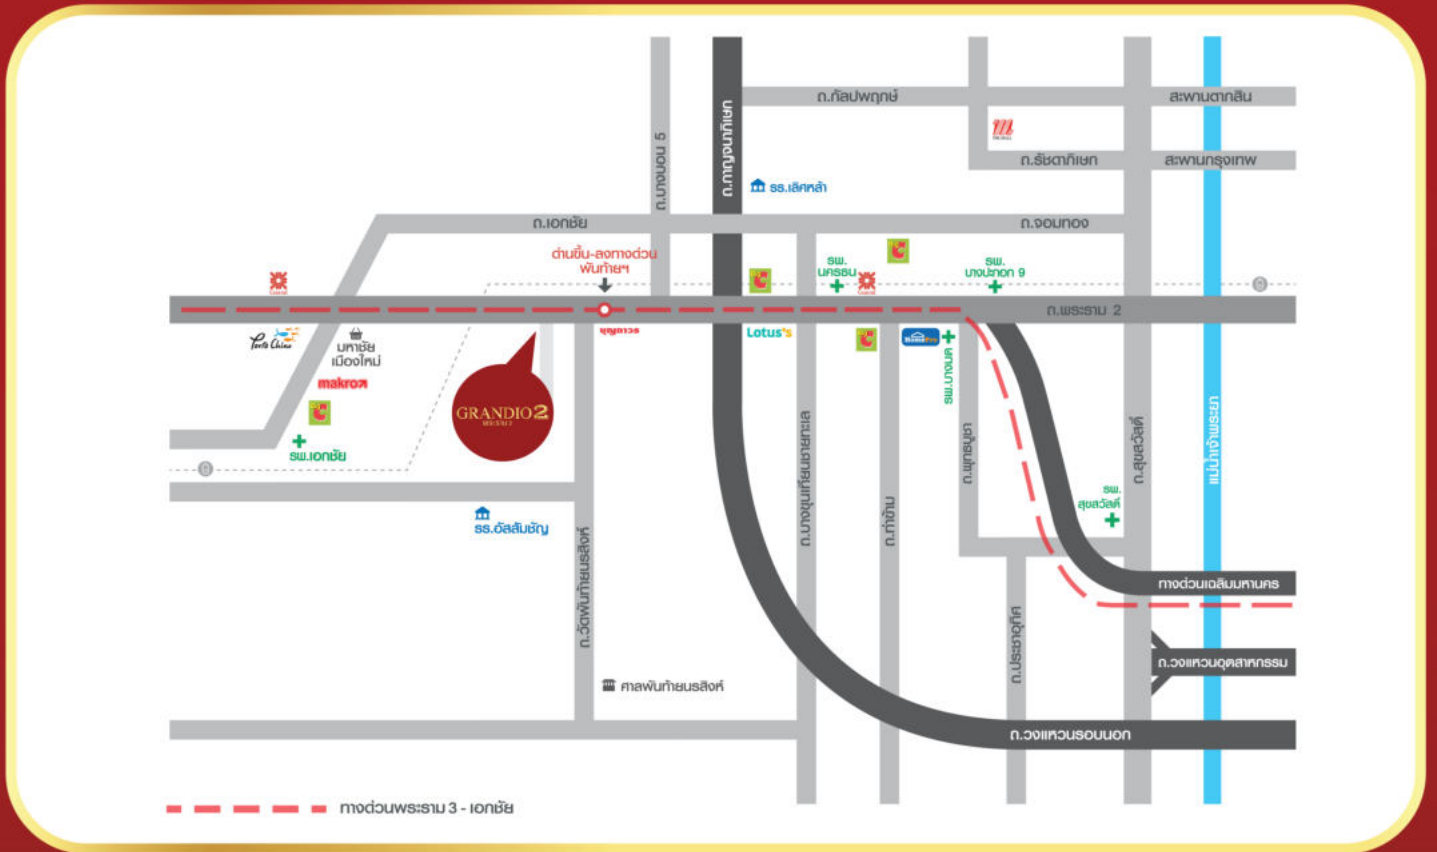 ถ.กัลปพฤกษ์
สะพานตากสิน
ถ.บางบอน 5
ถ.กาญจนาภิเษก
ถ.รัชดาภิเษก
สะพานกรุงเทพ
รร.เลิศหล้า
ถ.เอกชัย
ถ.จอมทอง
ด่านขึ้น-ลงทางด่วน
พันท้ายฯ
รพ.
นครธน
รพ.
บางปะกอก 9
ถ.พระราม 2
Porto Chino
มหาชัย
เมืองใหม่
makro
บุญถาวร
Lotus's
HomePro
รพ.บางมด
GRANDIO 2
รพ.เอกชัย
ถ.บางขุนเทียนชายทะเล
ถ.พุทธบูชา
ถ.สุขสวัสดิ์
แม่น้ำเจ้าพระยา
รพ.
สุขสวัสดิ์
รร.อัสสัมชัญ
ถ.วัดพันท้ายนรสิงห์
ถ.ท่าข้าม
ทางด่วนเฉลิมมหานคร
ถ.ประชาอุทิศ
ถ.วงแหวนอุตสาหกรรม
ศาลพันท้ายนรสิงห์
ถ.วงแหวนรอบนอก
ทางด่วนพระราม 3 - เอกชัย